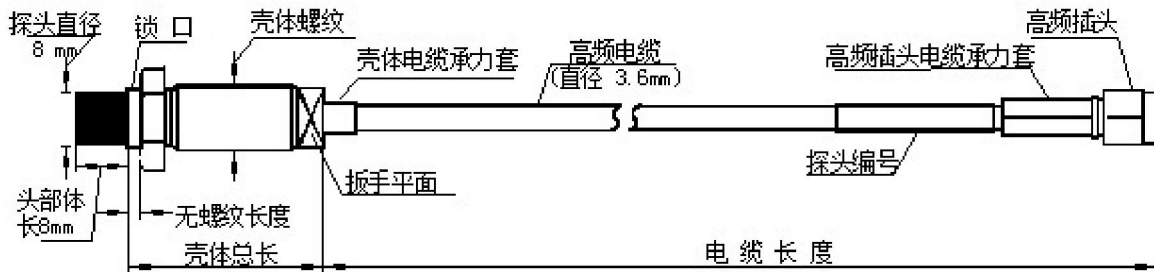 探头直径
8 mm
锁 口
壳体螺纹
壳体电缆承力套
高频电缆
(直径 3.6mm)
高频插头电缆承力套
高频插头
探头编号
扳手平面
头部体
长8mm
无螺纹长度
壳体总长
电 缆 长 度